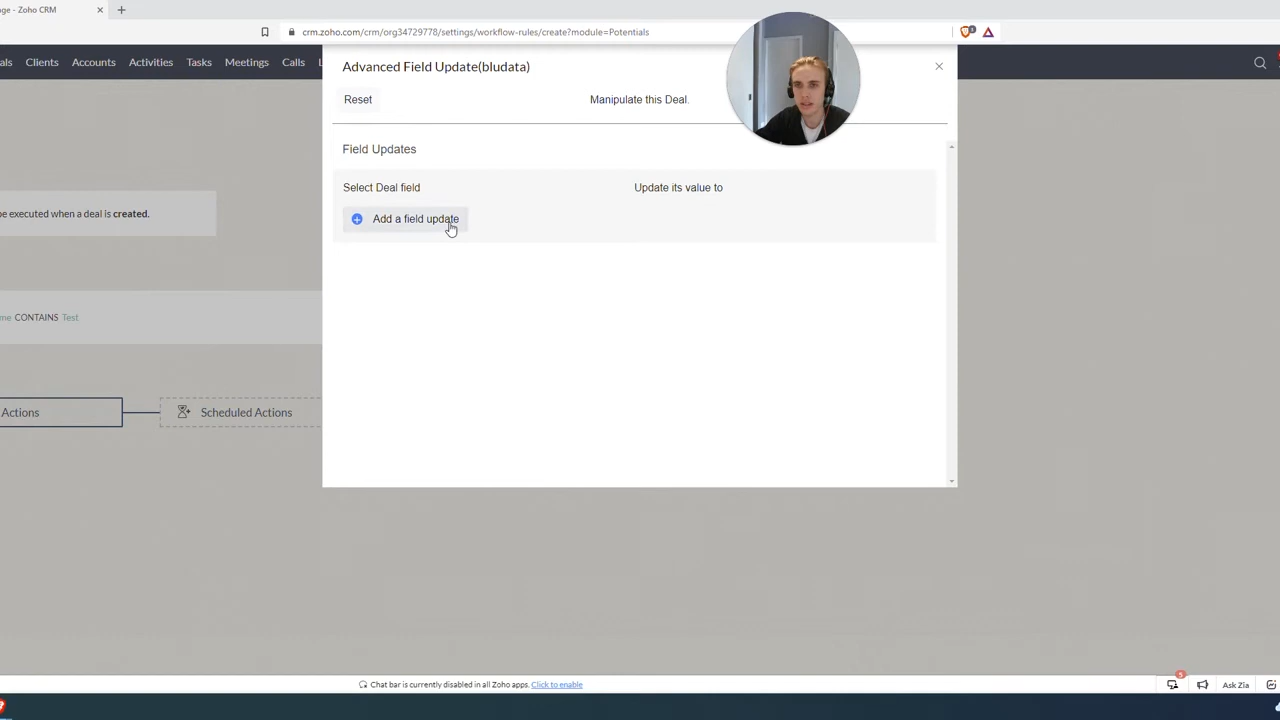 age - Zoho CRM
crm.zoho.com/crm/org34729778/settings/workflow-rules/create?module=Potentials
als Clients Accounts Activities Tasks Meetings Calls L
Advanced Field Update(bludata)
Reset Manipulate this Deal.
Field Updates
Select Deal field Update its value to
Add a field update
be executed when a deal is created.
me CONTAINS Test
Actions Scheduled Actions
Chat bar is currently disabled in all Zoho apps. Click to enable
5
Ask Zia